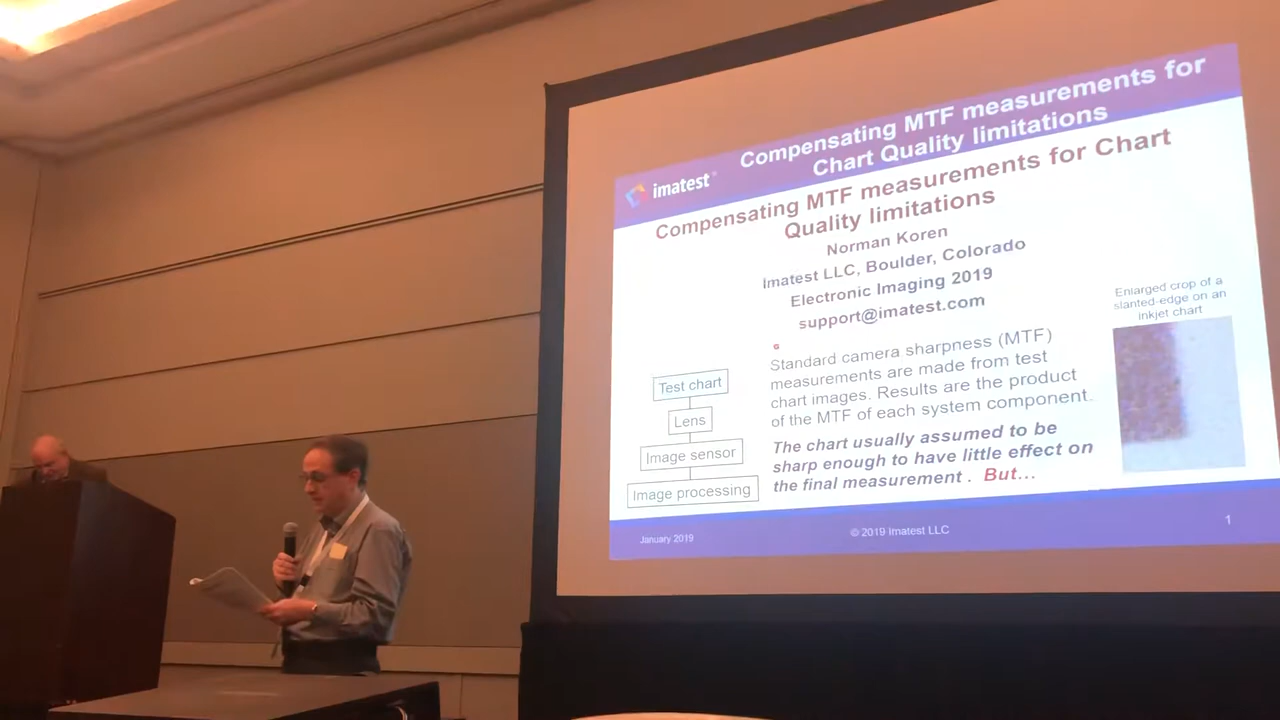 Compensating MTF measurements for
Chart Quality limitations
imatest
Compensating MTF measurements for Chart
Quality limitations
Norman Koren
Imatest LLC, Boulder, Colorado
Electronic Imaging 2019
support@imatest.com
Enlarged crop of a
slanted-edge on an
inkjet chart
Standard camera sharpness (MTF)
measurements are made from test
chart images. Results are the product
of the MTF of each system component.
The chart usually assumed to be
sharp enough to have little effect on
the final measurement . But...
Test chart
Lens
Image sensor
Image processing
January 2019
© 2019 Imatest LLC
1